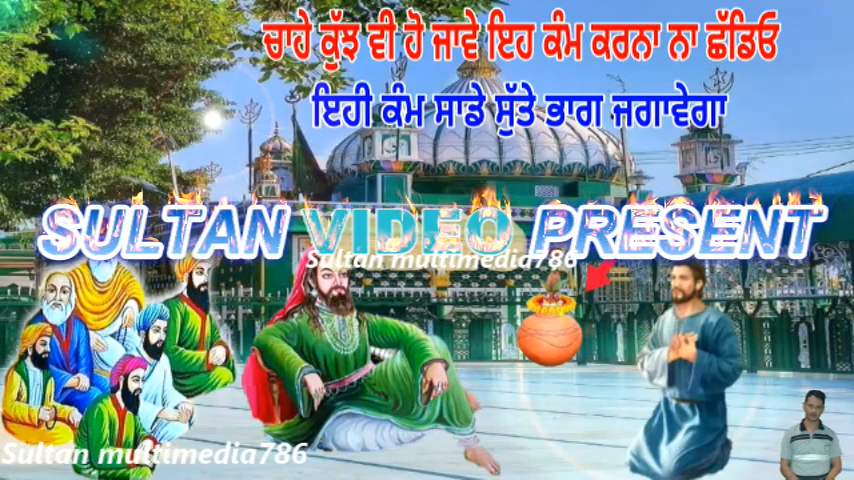 ਚਾਹੇ ਕੁੱਝ ਵੀ ਹੋ ਜਾਵੇ ਇਹ ਕੰਮ ਕਰਨਾ ਨਾ ਛੱਡਿਓ
ਇਹੀ ਕੰਮ ਸਾਡੇ ਸੁੱਤੇ ਭਾਗ ਜਗਾਵੇਗਾ
SULTAN VIDEO PRESENT
Sultan multimedia786
Sultan multimedia786